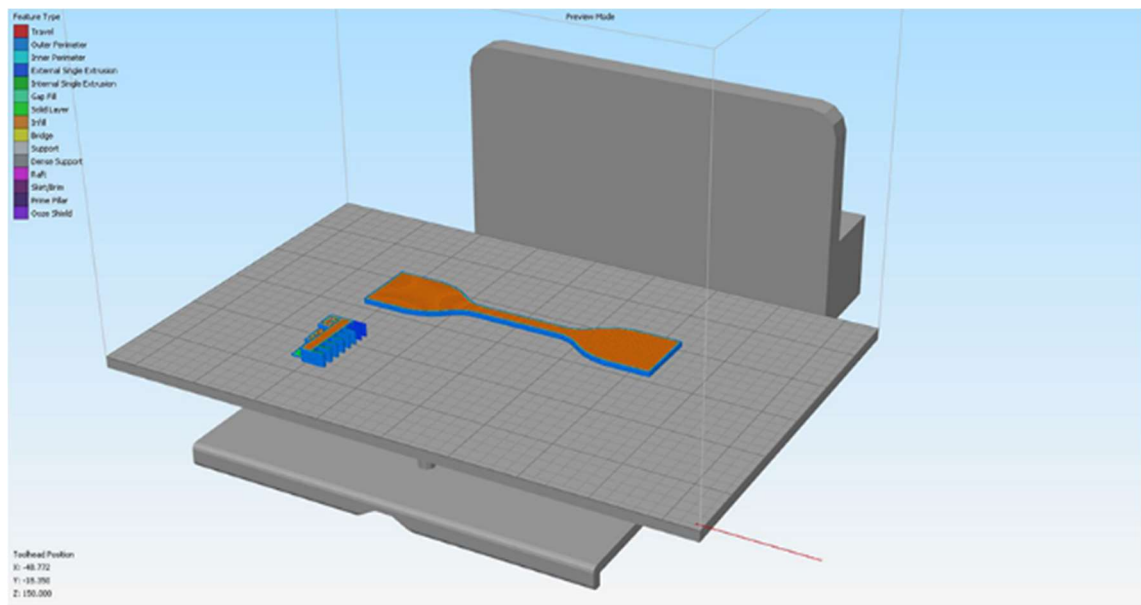 Feature Type
Travel
Outer Perimeter
Inner Perimeter
External Single Extrusion
Internal Single Extrusion
Gap Fill
Solid Layer
Infill
Bridge
Support
Dense Support
Raft
Skirt/Brim
Prime Pillar
Ooze Shield
Preview Mode
Toolhead Position
X: -48.772
Y: -15.350
Z: 150.000